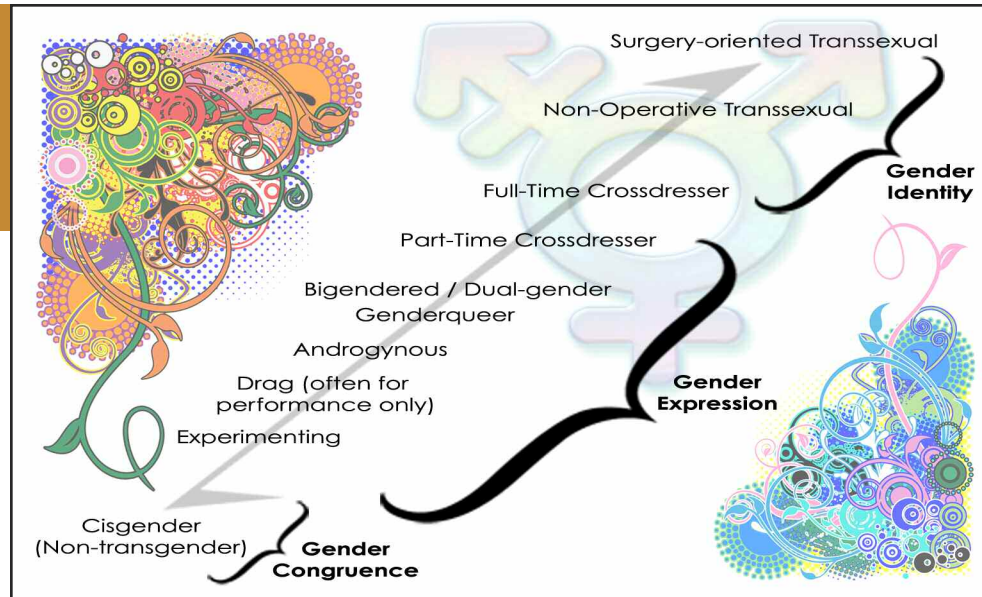 Surgery-oriented Transsexual
Non-Operative Transsexual
Gender
Identity
Full-Time Crossdresser
Part-Time Crossdresser
Bigendered / Dual-gender
Genderqueer
Androgynous
Drag (often for
performance only)
Gender
Expression
Experimenting
Cisgender
(Non-transgender)
Gender
Congruence